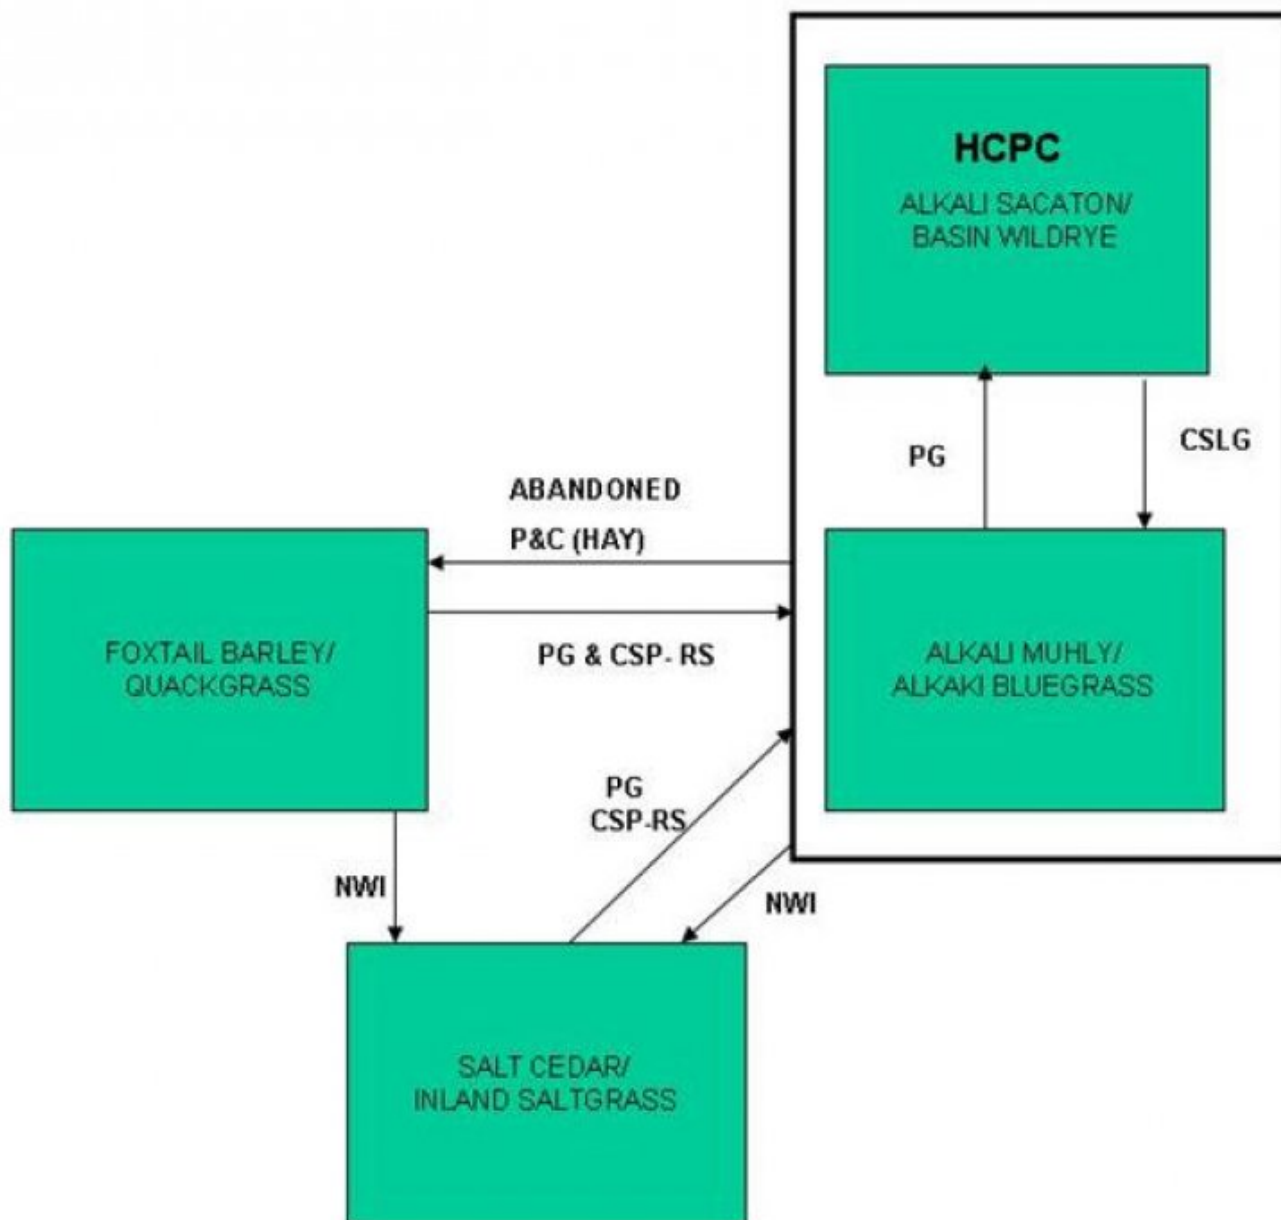 HCPC
ALKALI SACATON/
BASIN WILDRYE
PG
CSLG
ABANDONED
P&C (HAY)
PG & CSP- RS
FOXTAIL BARLEY/
QUACKGRASS
ALKALI MUHLY/
ALKAKI BLUEGRASS
PG
CSP-RS
NWI
NWI
SALT CEDAR/
INLAND SALTGRASS